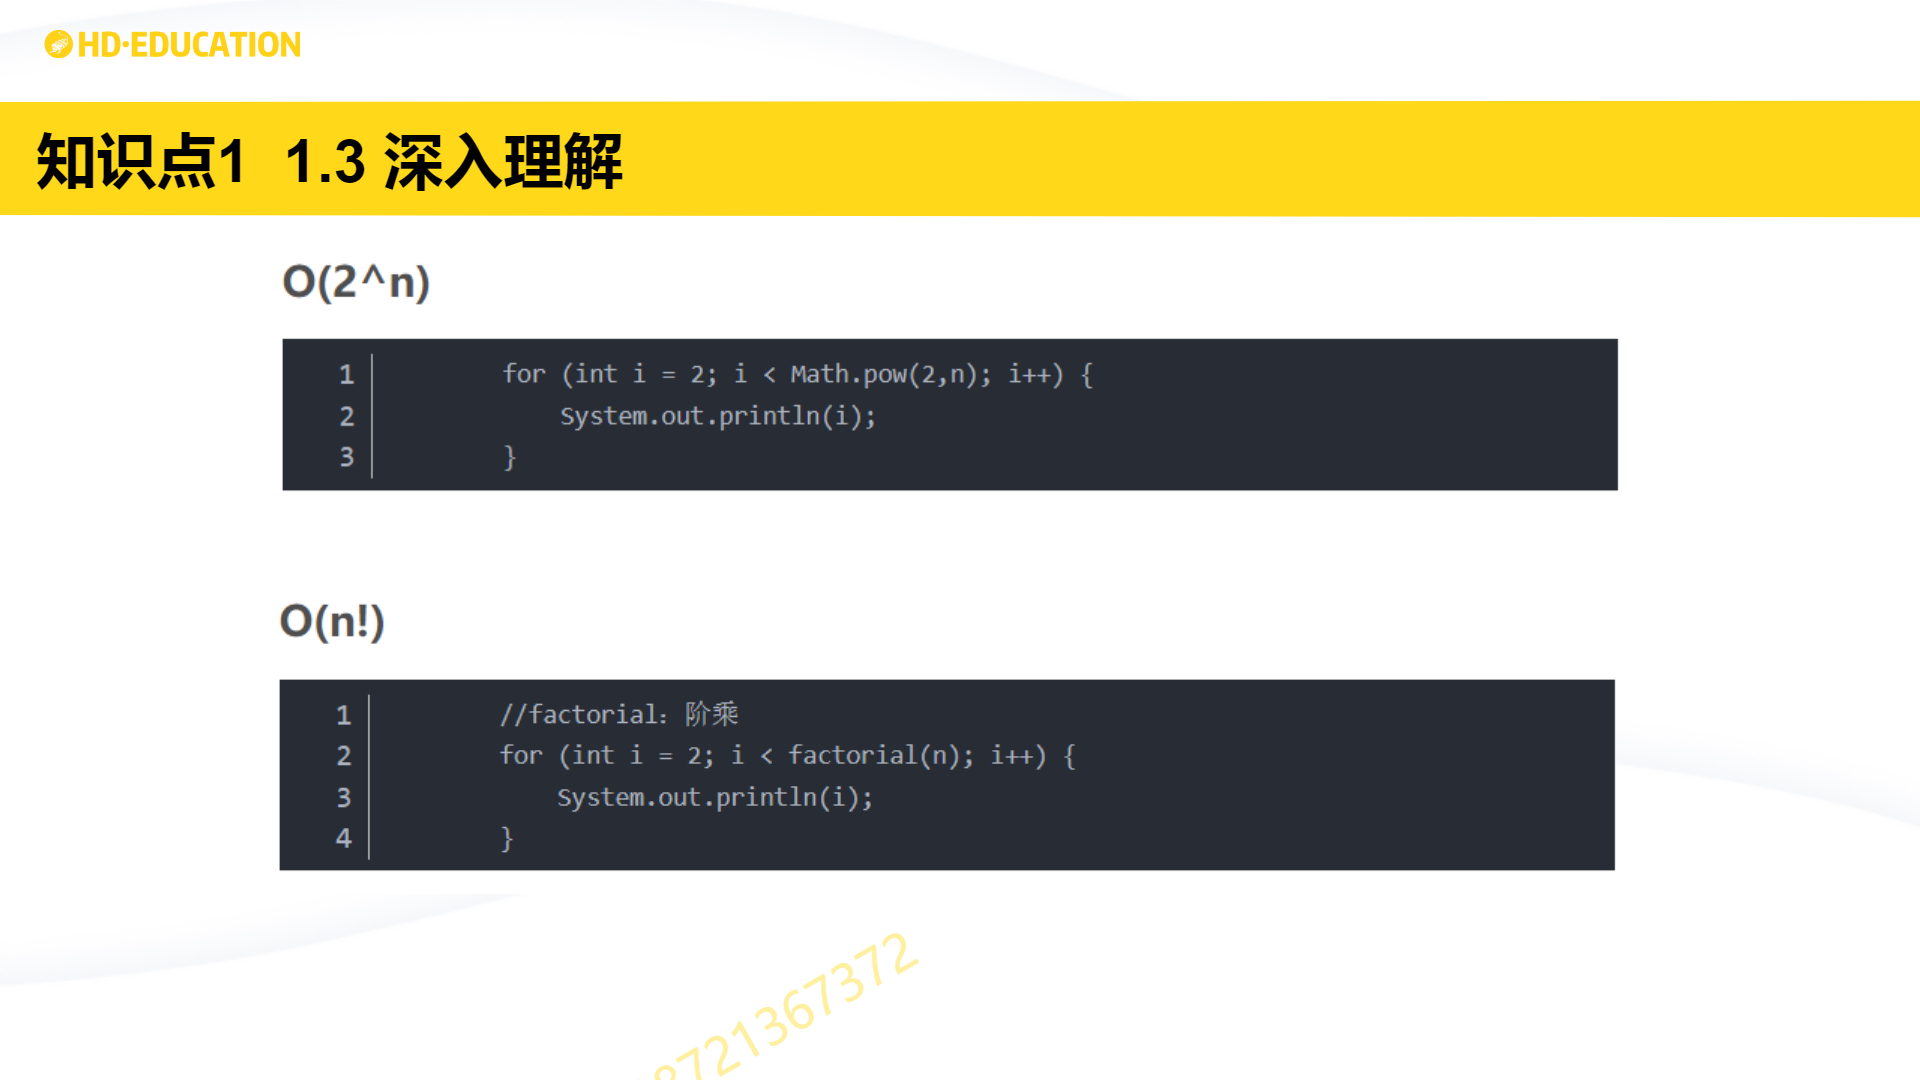 HD·EDUCATION
知识点1  1.3 深入理解
O(2^n)
1 for (int i = 2; i < Math.pow(2,n); i++) {
2 System.out.println(i);
3 }
O(n!)
1 //factorial：阶乘
2 for (int i = 2; i < factorial(n); i++) {
3 System.out.println(i);
4 }
8721367372